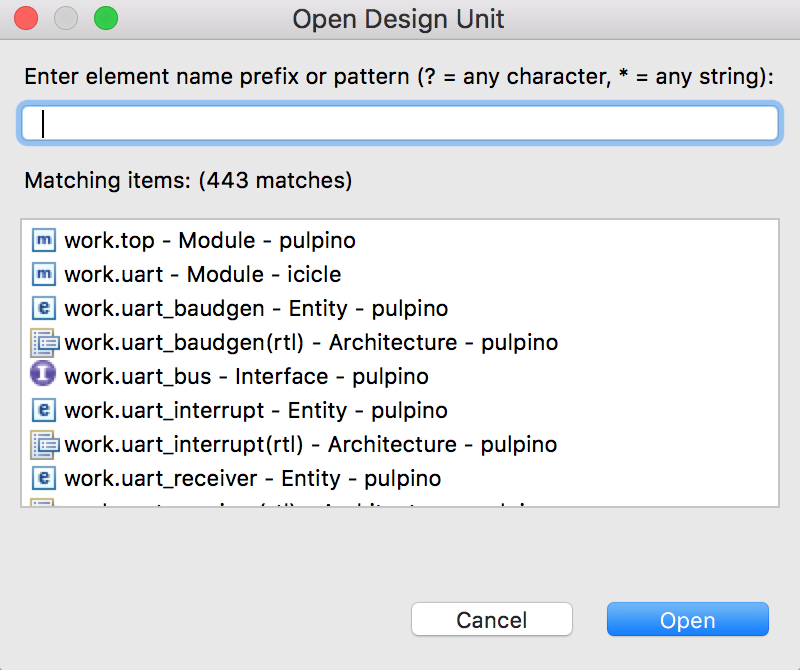 Open Design Unit
Enter element name prefix or pattern (? = any character, * = any string):
Matching items: (443 matches)
work.top - Module - pulpino
work.uart - Module - icicle
work.uart_baudgen - Entity - pulpino
work.uart_baudgen(rtl) - Architecture - pulpino
work.uart_bus - Interface - pulpino
work.uart_interrupt - Entity - pulpino
work.uart_interrupt(rtl) - Architecture - pulpino
work.uart_receiver - Entity - pulpino
Cancel Open